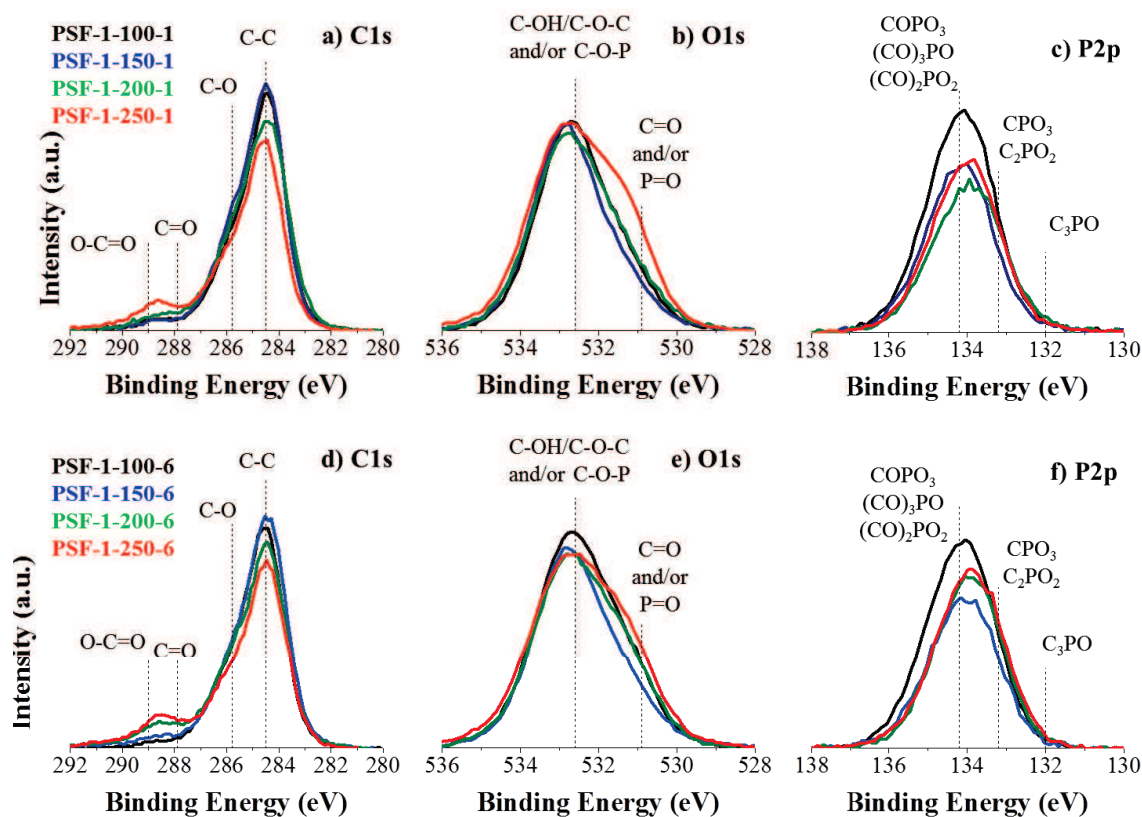 PSF-1-100-1
PSF-1-150-1
PSF-1-200-1
PSF-1-250-1
C-C
a) C1s
C-O
O-C=O
C=O
Intensity (a.u.)
292 290 288 286 284 282 280
Binding Energy (eV)
C-OH/C-O-C
and/or C-O-P
b) O1s
C=O
and/or
P=O
536 534 532 530 528
Binding Energy (eV)
COPO₃
(CO)₃PO
(CO)₂PO₂
c) P2p
CPO₃
C₂PO₂
C₃PO
138 136 134 132 130
Binding Energy (eV)
PSF-1-100-6
PSF-1-150-6
PSF-1-200-6
PSF-1-250-6
C-C
d) C1s
C-O
O-C=O
C=O
Intensity (a.u.)
292 290 288 286 284 282 280
Binding Energy (eV)
C-OH/C-O-C
and/or C-O-P
e) O1s
C=O
and/or
P=O
536 534 532 530 528
Binding Energy (eV)
COPO₃
(CO)₃PO
(CO)₂PO₂
f) P2p
CPO₃
C₂PO₂
C₃PO
138 136 134 132 130
Binding Energy (eV)